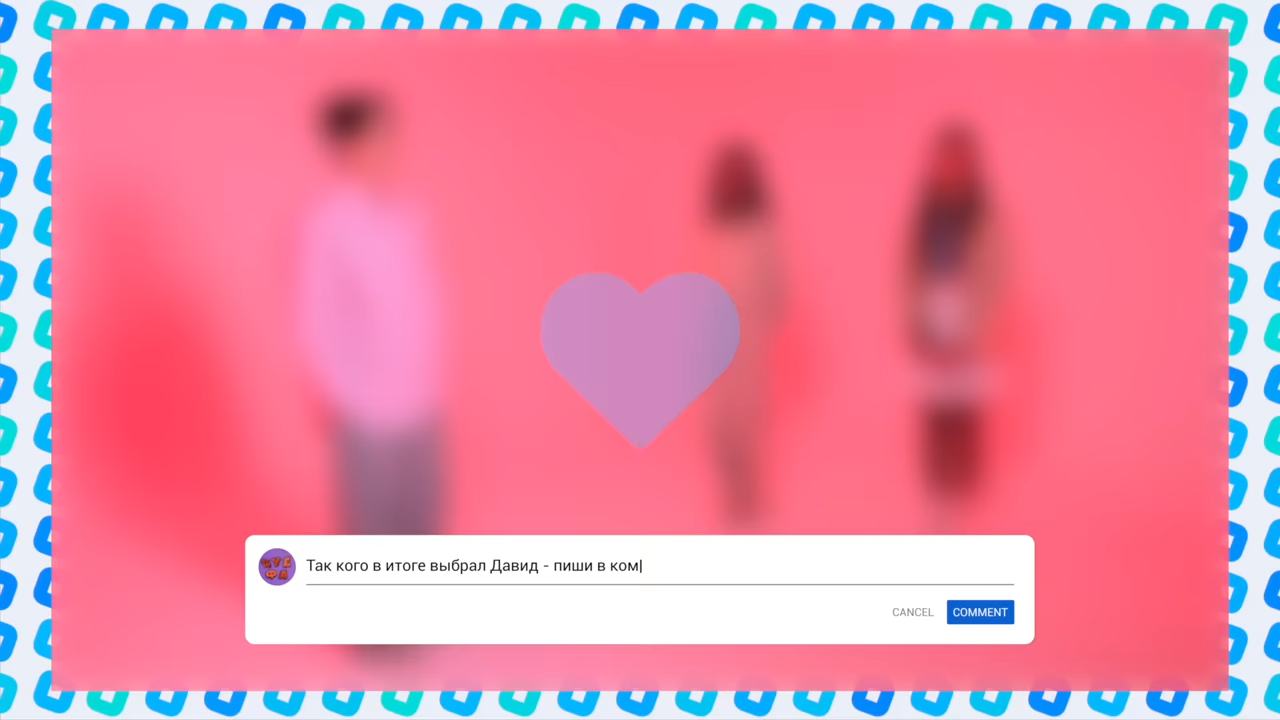 Так кого в итоге выбрал Давид - пиши в ком
CANCEL COMMENT